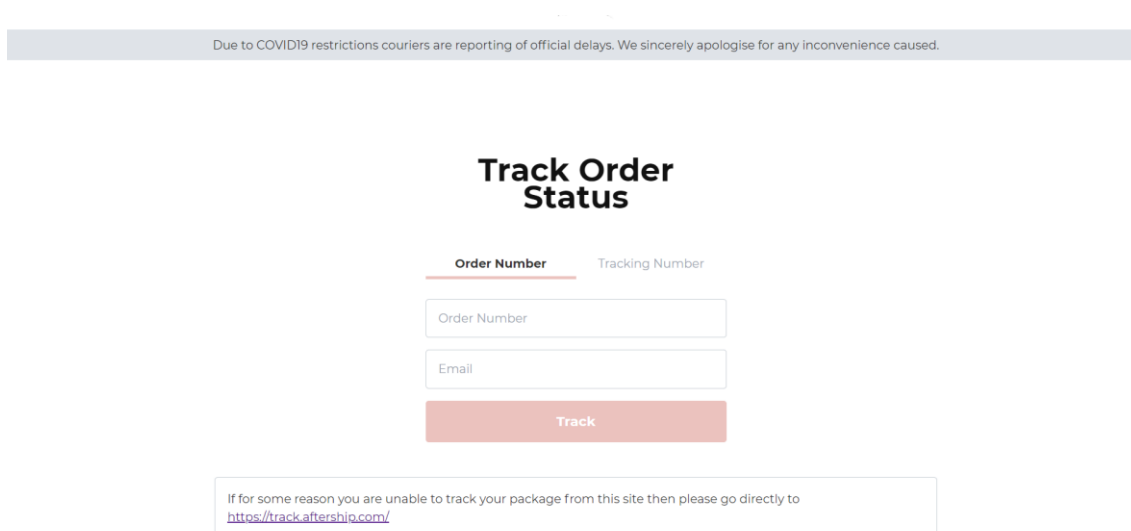 Due to COVID19 restrictions couriers are reporting of official delays. We sincerely apologise for any inconvenience caused.
Track Order
Status
Order Number Tracking Number
Order Number
Email
Track
If for some reason you are unable to track your package from this site then please go directly to
https://track.aftership.com/